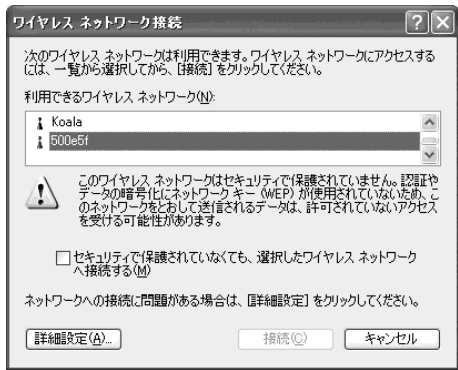 ワイヤレス ネットワーク接続
次のワイヤレス ネットワークは利用できます。ワイヤレス ネットワークにアクセスする
には、一覧から選択してから、[接続] をクリックしてください。
利用できるワイヤレス ネットワーク(N):
Koala
500e5f
このワイヤレス ネットワークはセキュリティで保護されていません。認証や
データの暗号化にネットワーク キー (WEP) が使用されていないため、こ
のネットワークをとおして送信されるデータは、許可されていないアクセス
を受ける可能性があります。
セキュリティで保護されていなくても、選択したワイヤレス ネットワーク
へ接続する(M)
ネットワークへの接続に問題がある場合は、[詳細設定] をクリックしてください。
詳細設定(A)... 接続(C) キャンセル